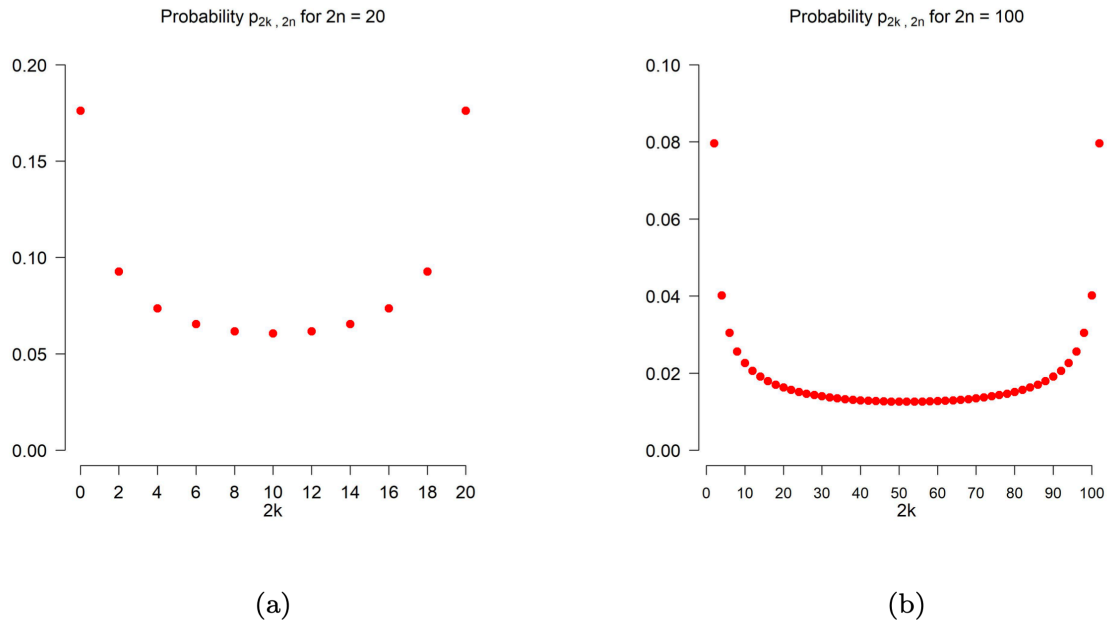 Probability p2k , 2n for 2n = 20
0.20
0.15
0.10
0.05
0.00
0 2 4 6 8 10 12 14 16 18 20
2k
(a)
Probability p2k , 2n for 2n = 100
0.10
0.08
0.06
0.04
0.02
0.00
0 10 20 30 40 50 60 70 80 90 100
2k
(b)